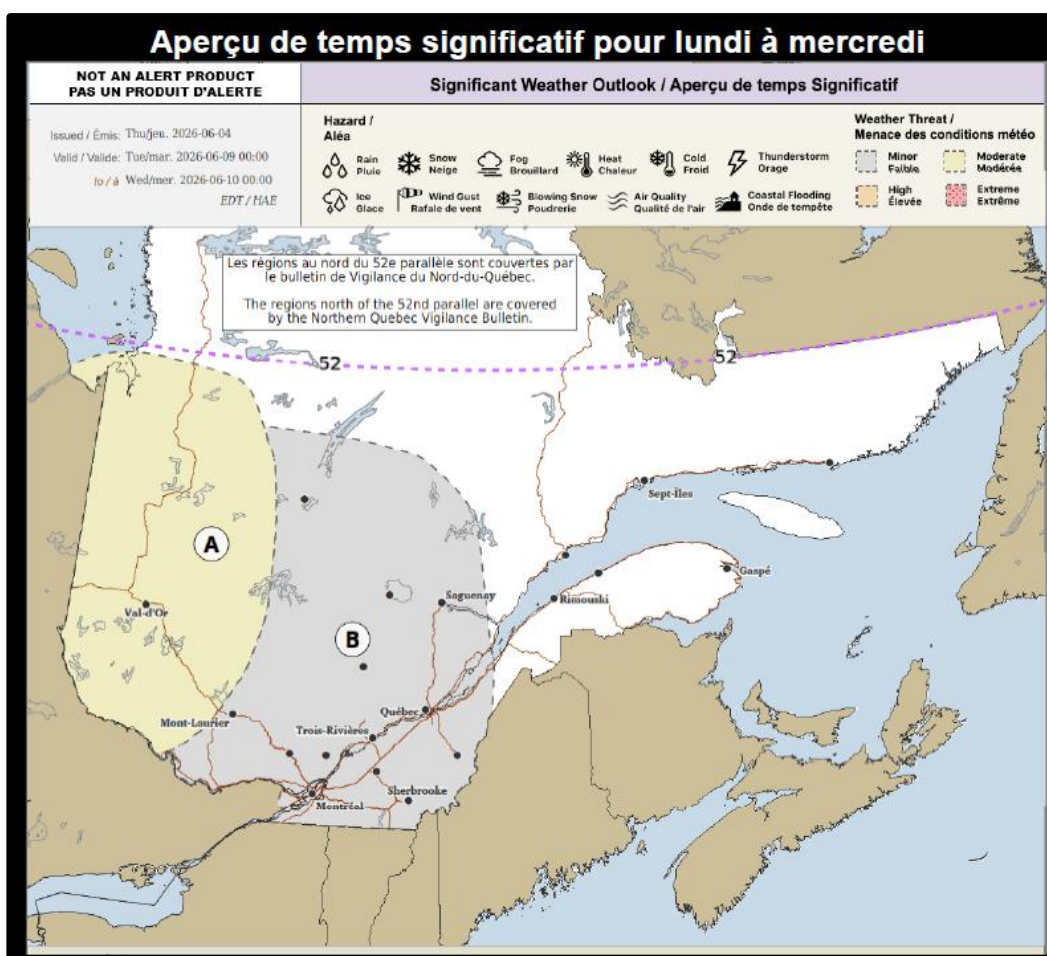 Aperçu de temps significatif pour lundi à mercredi
NOT AN ALERT PRODUCT
PAS UN PRODUIT D'ALERTE
Significant Weather Outlook / Aperçu de temps Significatif
Issued / Émis: Thu/jeu. 2026-06-04
Valid / Valide: Tue/mar. 2026-06-09 00:00
to / à Wed/mer. 2026-06-10 00:00
EDT / HAE
Hazard /
Aléa
Rain
Pluie
Snow
Neige
Fog
Brouillard
Heat
Chaleur
Cold
Froid
Thunderstorm
Orage
Ice
Glace
Wind Gust
Rafale de vent
Blowing Snow
Poudrerie
Air Quality
Qualité de l'air
Coastal Flooding
Onde de tempête
Weather Threat /
Menace des conditions météo
Minor
Faible
Moderate
Modérée
High
Élevée
Extreme
Extrême
Les régions au nord du 52e parallèle sont couvertes par
le bulletin de Vigilance du Nord-du-Québec.
The regions north of the 52nd parallel are covered
by the Northern Quebec Vigilance Bulletin.
52
52
Sept-Îles
A
Gaspé
Val-d'Or
Saguenay
Rimouski
B
Mont-Laurier
Québec
Trois-Rivières
Sherbrooke
Montréal